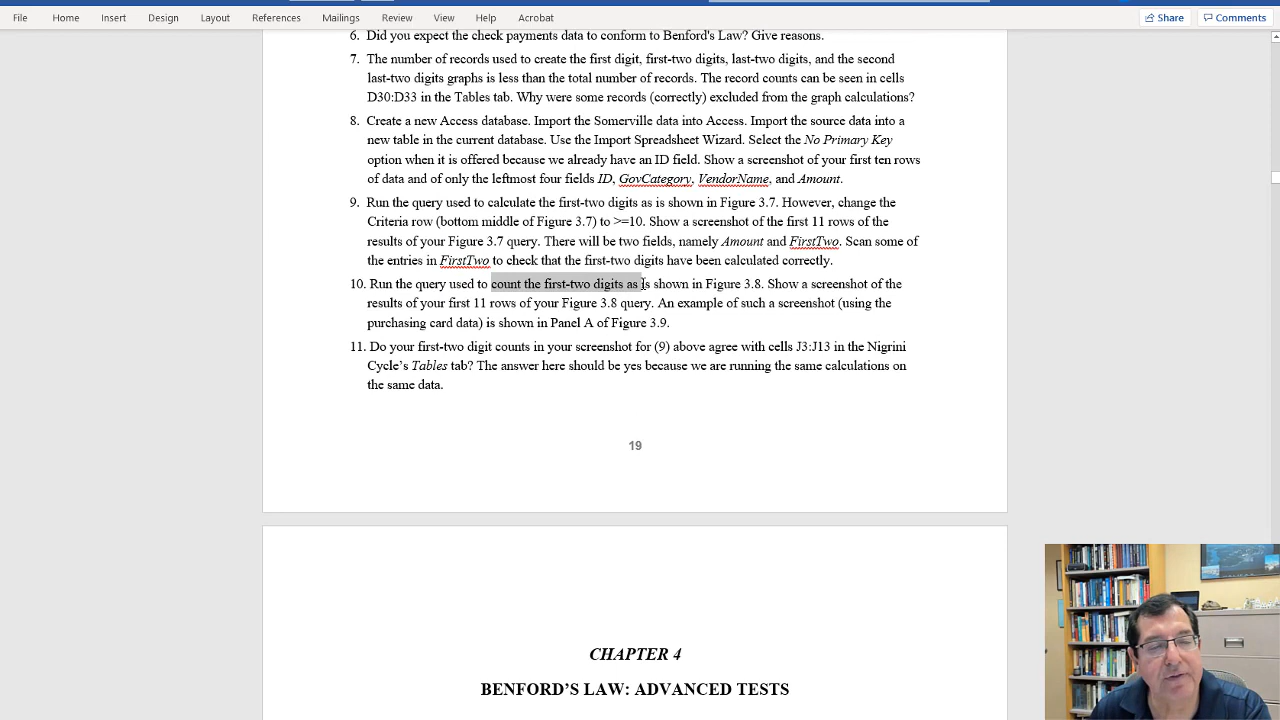 File Home Insert Draw Design Layout References Mailings Review View Help Acrobat Share Comments
6. Did you expect the check payments data to conform to Benford's Law? Give reasons.
7. The number of records used to create the first digit, first-two digits, last-two digits, and the second
last-two digits graphs is less than the total number of records. The record counts can be seen in cells
D30:D33 in the Tables tab. Why were some records (correctly) excluded from the graph calculations?
8. Create a new Access database. Import the Somerville data into Access. Import the source data into a
new table in the current database. Use the Import Spreadsheet Wizard. Select the No Primary Key
option when it is offered because we already have an ID field. Show a screenshot of your first ten rows
of data and of only the leftmost four fields ID, GovCategory, VendorName, and Amount.
9. Run the query used to calculate the first-two digits as is shown in Figure 3.7. However, change the
Criteria row (bottom middle of Figure 3.7) to >=10. Show a screenshot of the first 11 rows of the
results of your Figure 3.7 query. There will be two fields, namely Amount and FirstTwo. Scan some of
the entries in FirstTwo to check that the first-two digits have been calculated correctly.
10. Run the query used to count the first-two digits as is shown in Figure 3.8. Show a screenshot of the
results of your first 11 rows of your Figure 3.8 query. An example of such a screenshot (using the
purchasing card data) is shown in Panel A of Figure 3.9.
11. Do your first-two digit counts in your screenshot for (9) above agree with cells J3:J13 in the Nigrini
Cycle's Tables tab? The answer here should be yes because we are running the same calculations on
the same data.
19
CHAPTER 4
BENFORD'S LAW: ADVANCED TESTS